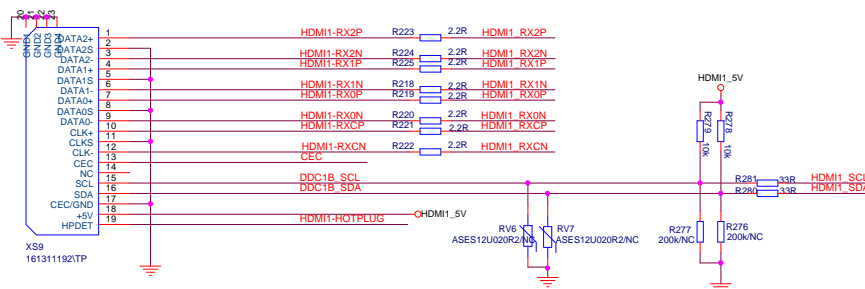 20 21 22 23
GND1 GND2 GND3 GND4
DATA2+ 1 HDMI1-RX2P R223 2.2R HDMI1_RX2P
DATA2S 2
DATA2- 3 HDMI1-RX2N R224 2.2R HDMI1_RX2N
DATA1+ 4 HDMI1-RX1P R225 2.2R HDMI1_RX1P
DATA1S 5
DATA1- 6 HDMI1-RX1N R218 2.2R HDMI1_RX1N
DATA0+ 7 HDMI1-RX0P R219 2.2R HDMI1_RX0P
DATA0S 8
DATA0- 9 HDMI1-RX0N R220 2.2R HDMI1_RX0N
CLK+ 10 HDMI1-RXCP R221 2.2R HDMI1_RXCP
CLKS 11
CLK- 12 HDMI1-RXCN R222 2.2R HDMI1_RXCN
CEC 13 CEC
NC 14
SCL 15 DDC1B_SCL
SDA 16 DDC1B_SDA
CEC/GND 17
+5V 18 HDMI1_5V
HPDET 19 HDMI1-HOTPLUG
XS9
161311192\TP
HDMI1_5V
R279 10k
R278 10k
R281 33R HDMI1_SCL
R280 33R HDMI1_SDA
RV6
ASES12U020R2/NC
RV7
ASES12U020R2/NC
R277
200k/NC
R276
200k/NC